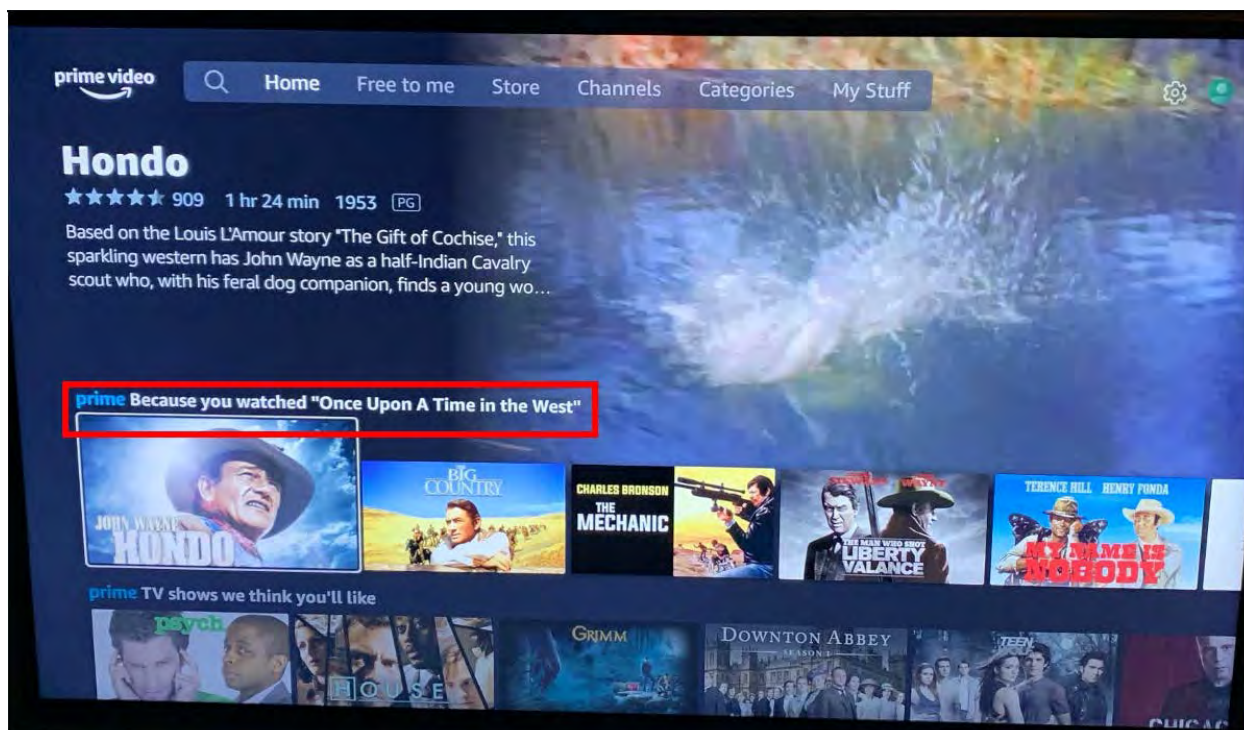 prime video
Home Free to me Store Channels Categories My Stuff
Hondo
909 1 hr 24 min 1953 PG
Based on the Louis L'Amour story "The Gift of Cochise," this
sparkling western has John Wayne as a half-Indian Cavalry
scout who, with his feral dog companion, finds a young wo...
prime Because you watched "Once Upon A Time in the West"
JOHN WAYNE
HONDO
THE
BIG
COUNTRY
CHARLES BRONSON
THE
MECHANIC
STEWART WAYNE
THE MAN WHO SHOT
LIBERTY
VALANCE
TERENCE HILL HENRY FONDA
MY NAME IS
NOBODY
prime TV shows we think you'll like
psych
HOUSE
GRIMM
DOWNTON ABBEY
SEASON 1
TEEN